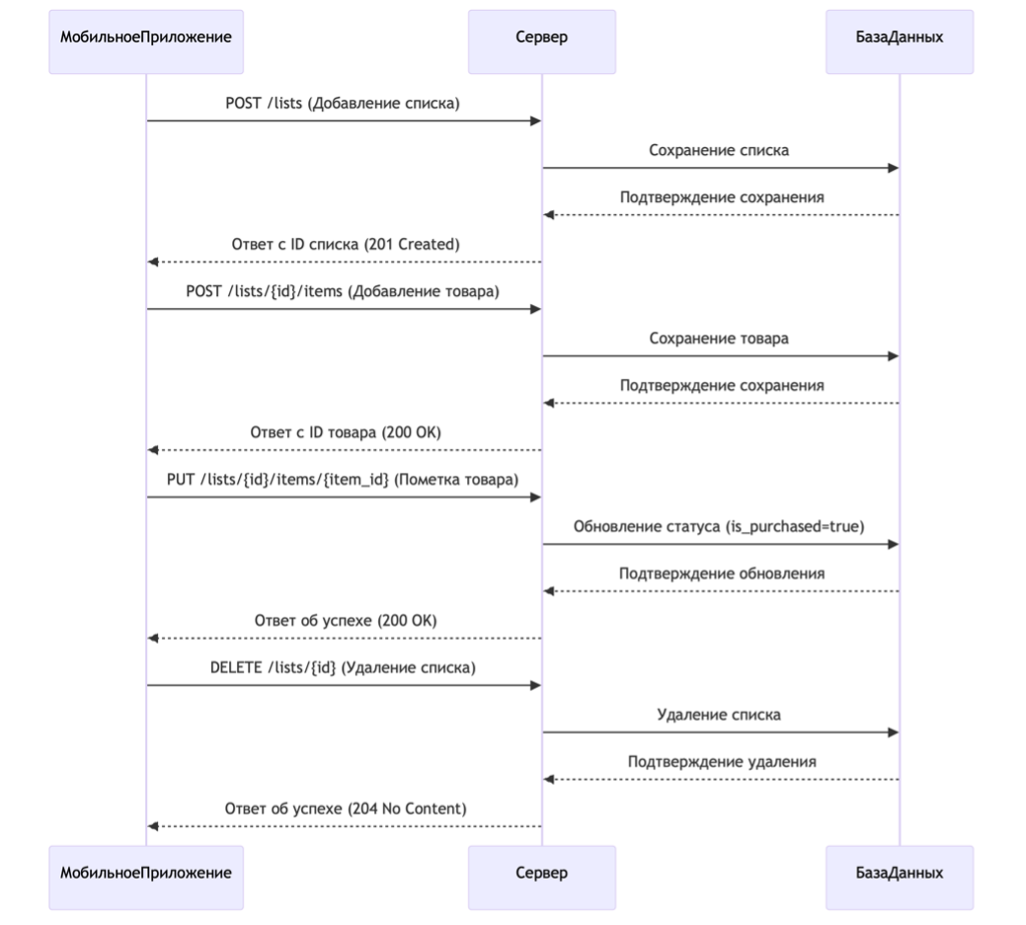 МобильноеПриложение
Сервер
БазаДанных
POST /lists (Добавление списка)
Сохранение списка
Подтверждение сохранения
Ответ с ID списка (201 Created)
POST /lists/{id}/items (Добавление товара)
Сохранение товара
Подтверждение сохранения
Ответ с ID товара (200 OK)
PUT /lists/{id}/items/{item_id} (Пометка товара)
Обновление статуса (is_purchased=true)
Подтверждение обновления
Ответ об успехе (200 OK)
DELETE /lists/{id} (Удаление списка)
Удаление списка
Подтверждение удаления
Ответ об успехе (204 No Content)
МобильноеПриложение
Сервер
БазаДанных